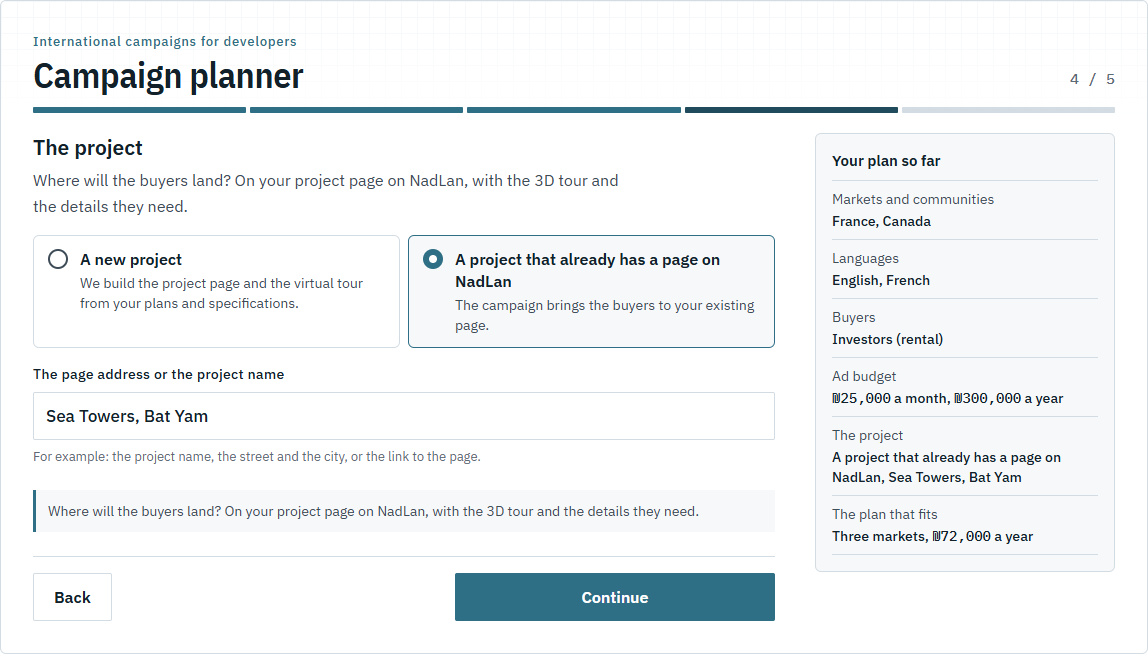 International campaigns for developers
Campaign planner
4 / 5
The project
Where will the buyers land? On your project page on NadLan, with the 3D tour and
the details they need.
A new project
We build the project page and the virtual tour
from your plans and specifications.
A project that already has a page on
NadLan
The campaign brings the buyers to your existing
page.
The page address or the project name
Sea Towers, Bat Yam
For example: the project name, the street and the city, or the link to the page.
Where will the buyers land? On your project page on NadLan, with the 3D tour and the details they need.
Back
Continue
Your plan so far
Markets and communities
France, Canada
Languages
English, French
Buyers
Investors (rental)
Ad budget
₪25,000 a month, ₪300,000 a year
The project
A project that already has a page on
NadLan, Sea Towers, Bat Yam
The plan that fits
Three markets, ₪72,000 a year